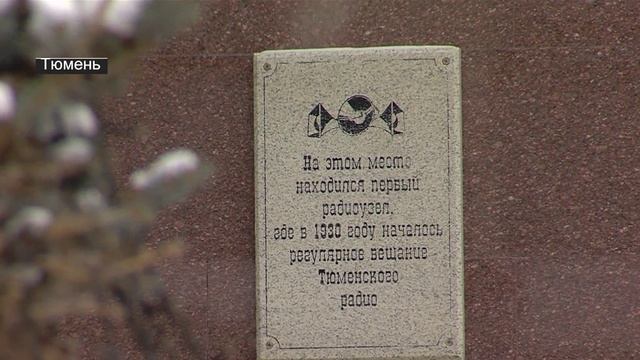 Тюмень
На этом месте
находился первый
радиоузел,
где в 1930 году началось
регулярное вещание
Тюменского
радио